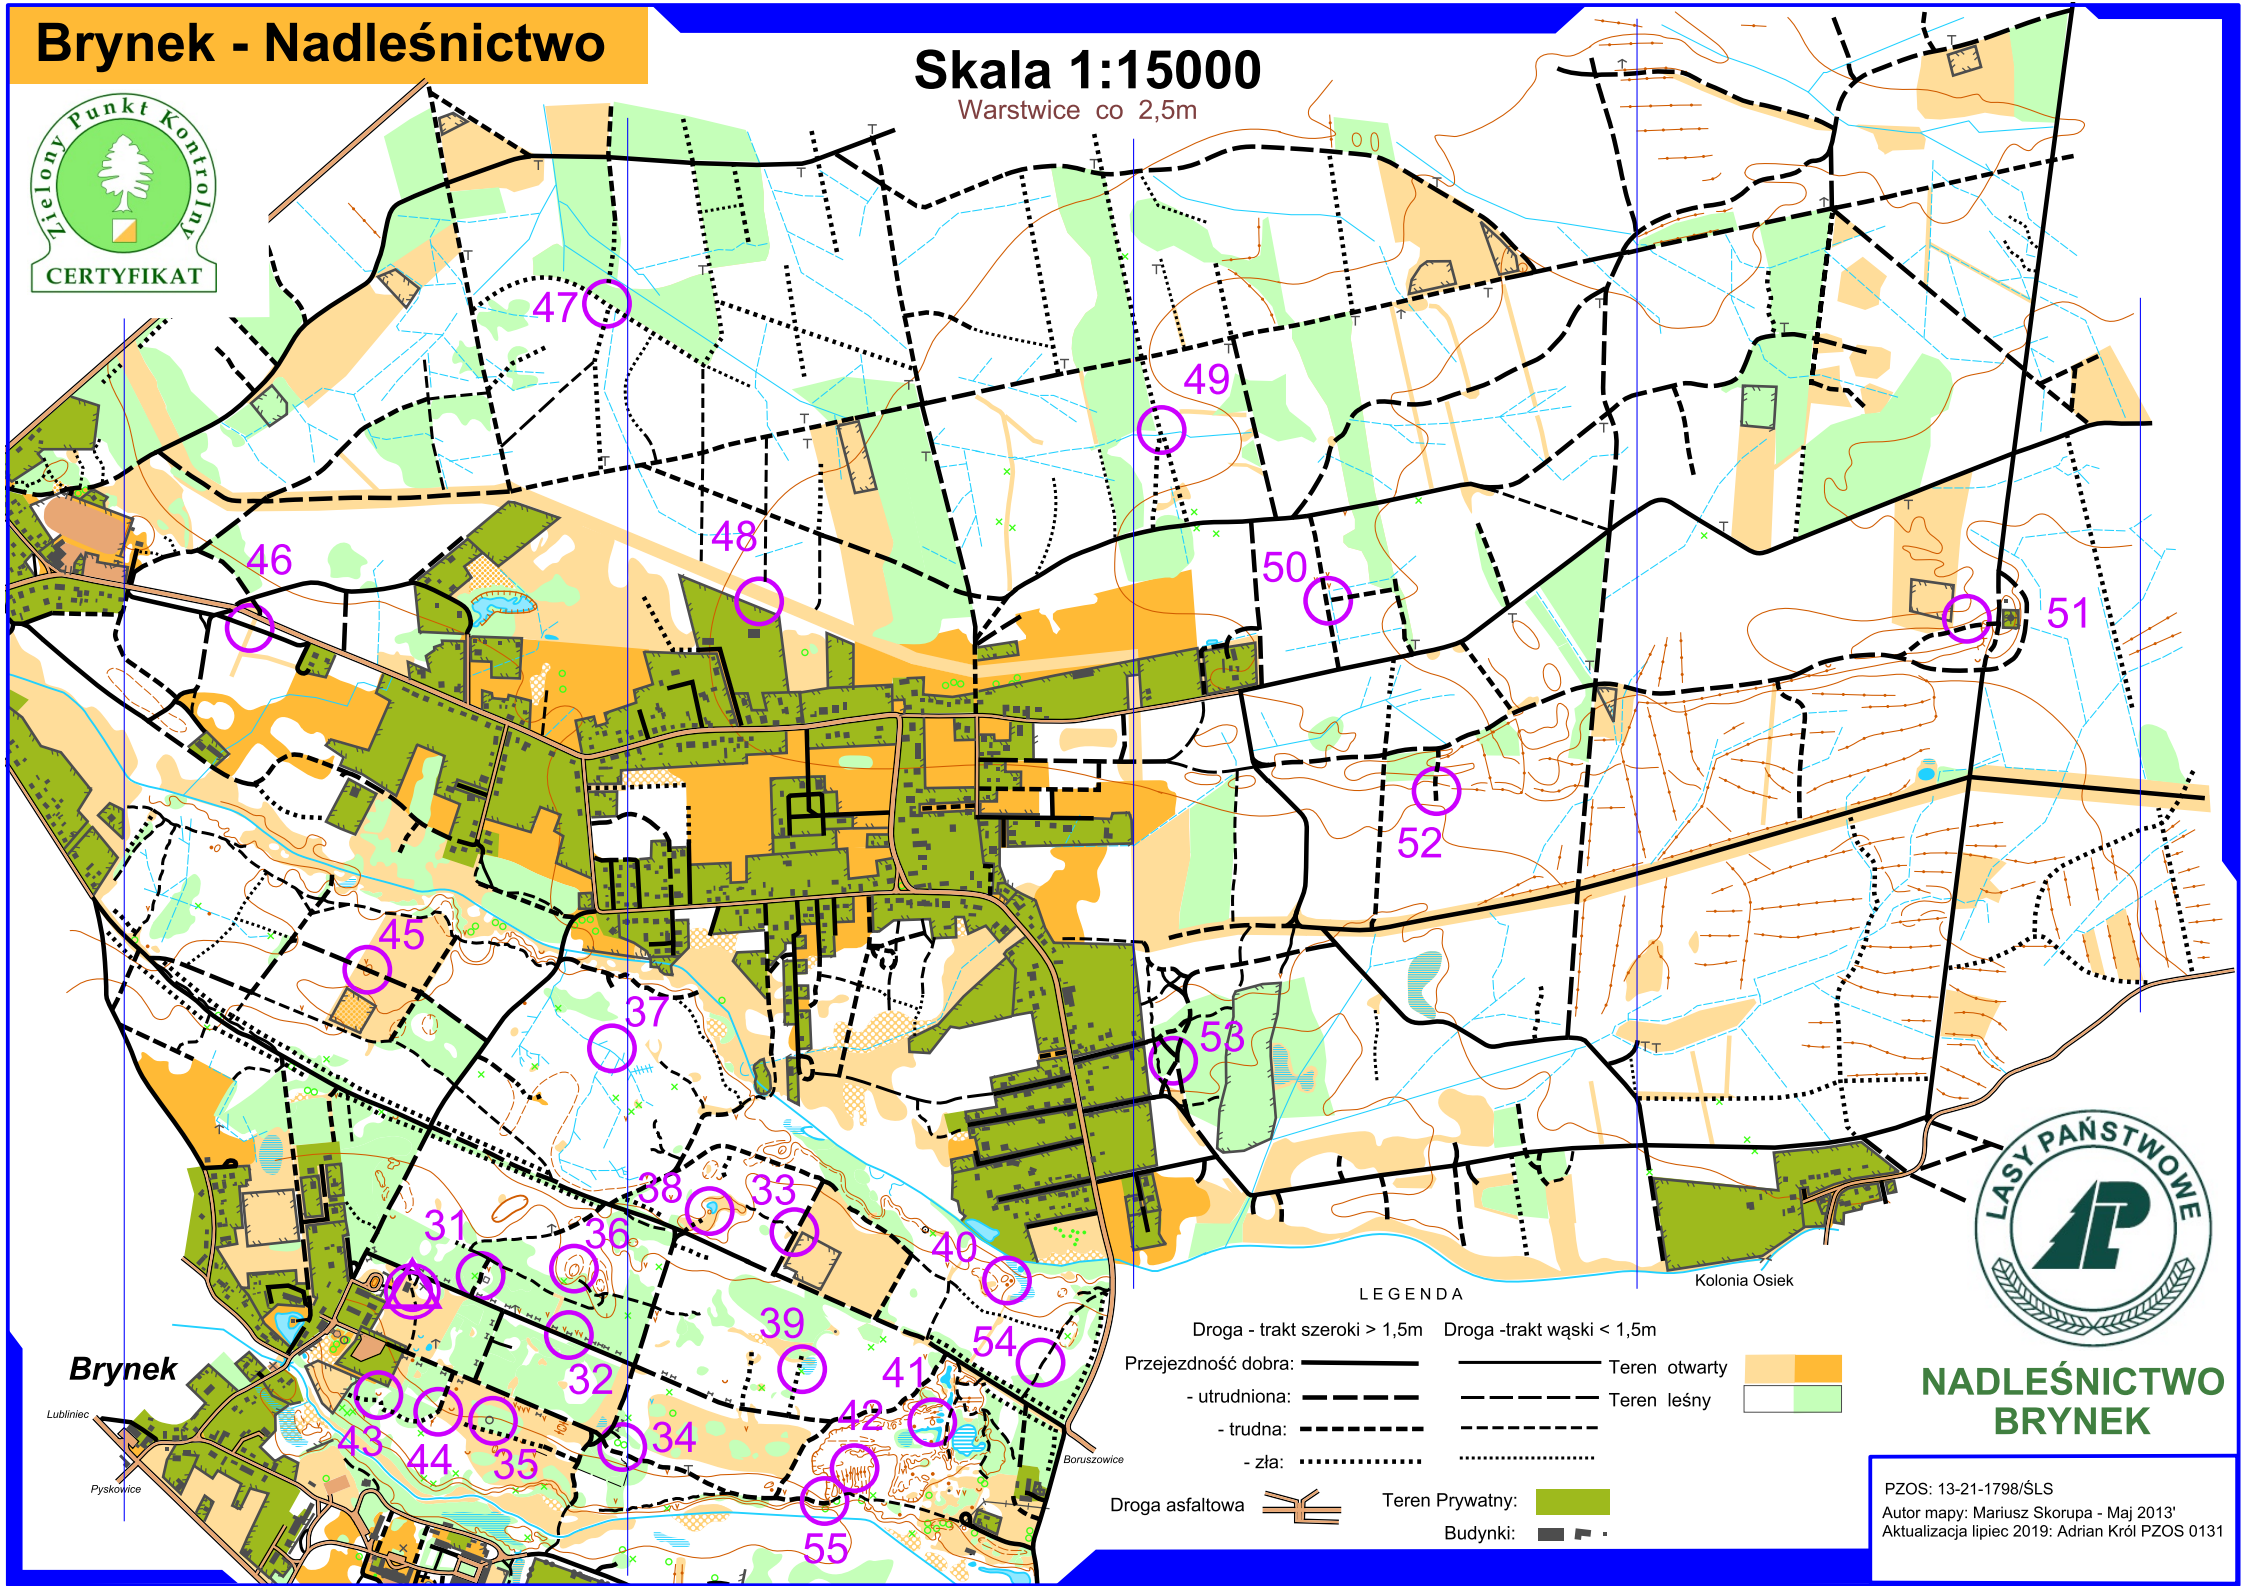 Brynek - Nadleśnictwo
Skala 1:15000
Warstwice co 2,5m
Zielony Punkt Kontrolny
CERTYFIKAT
47
49
46
48
50
51
52
45
37
53
38
33
31
36
40
39
54
32
41
42
43
44
35
34
55
Kolonia Osiek
Brynek
Lubliniec
Pyskowice
Boruszowice
LEGENDA
Droga - trakt szeroki > 1,5m
Droga -trakt wąski < 1,5m
Przejezdność dobra:
- utrudniona:
- trudna:
- zła:
Teren otwarty
Teren leśny
Droga asfaltowa
Teren Prywatny:
Budynki:
LASY PAŃSTWOWE
NADLEŚNICTWO
BRYNEK
PZOS: 13-21-1798/ŚLS
Autor mapy: Mariusz Skorupa - Maj 2013'
Aktualizacja lipiec 2019: Adrian Król PZOS 0131